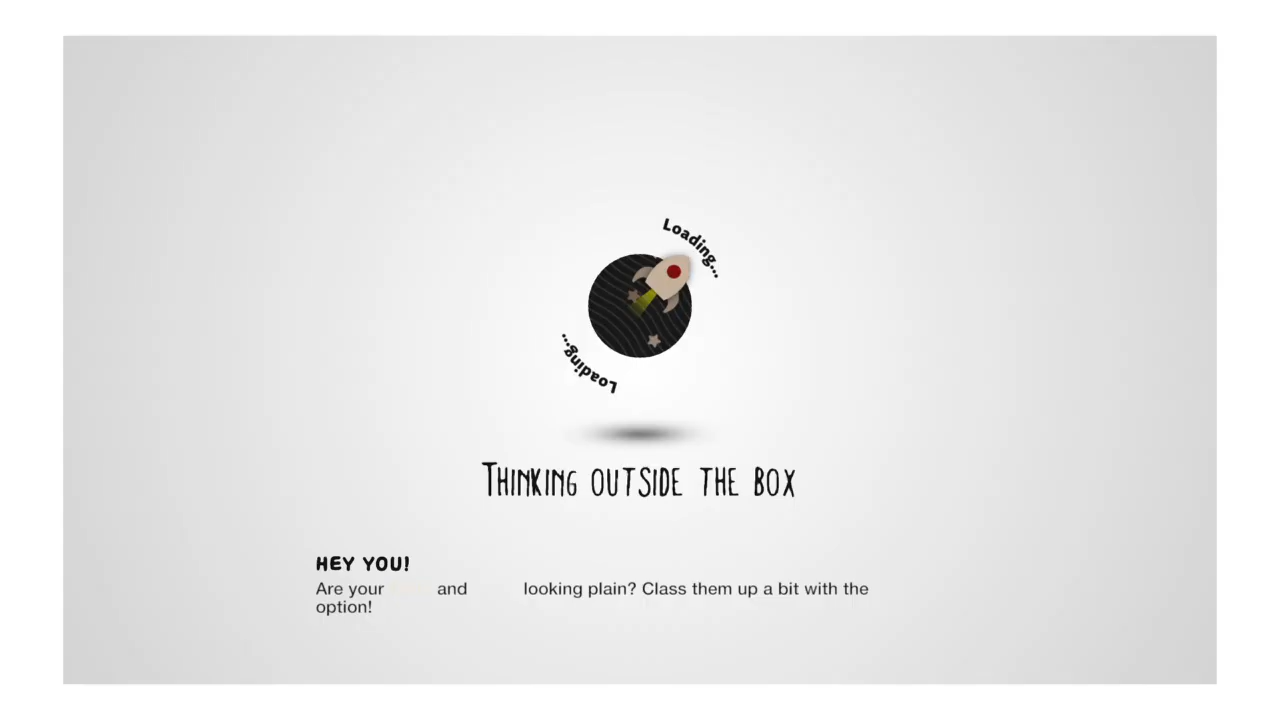 Loading...
Loading...
THINKING OUTSIDE THE BOX
HEY YOU!
Are your and looking plain? Class them up a bit with the
option!